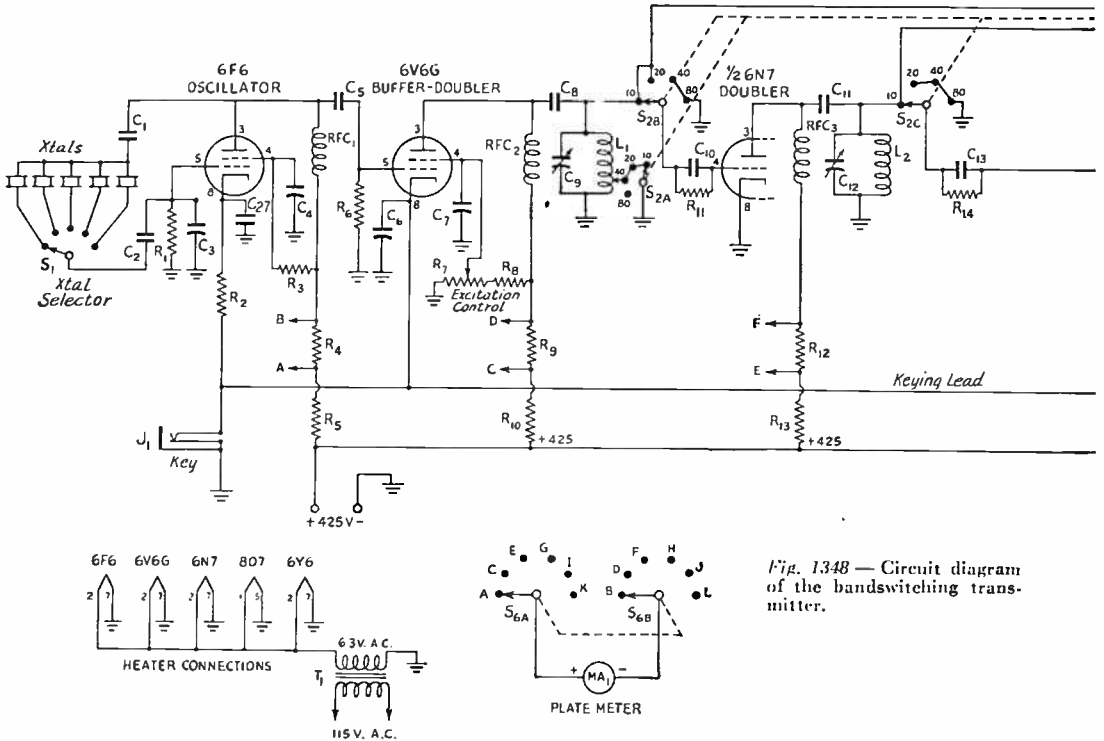 6F6
OSCILLATOR
C1
Xtals
S1
Xtal
Selector
C2
R1
C3
5
3
4
8
C27
C4
R2
R3
RFC1
C5
B
R4
A
R5
J1
Key
+425V-
6V6G
BUFFER-DOUBLER
5
3
4
8
R6
C6
C7
R7
R8
Excitation
Control
RFC2
D
R9
C
R10
+425
C8
C9
L1
80
40
20
10
S2A
10
20
40
80
S2B
C10
R11
½ 6N7
DOUBLER
4
3
8
RFC3
F
R12
E
R13
+425
C11
C12
L2
10
20
40
80
S2C
C13
R14
Keying Lead
6F6 6V6G 6N7 807 6Y6
2 7 2 7 2 7 4 5 2 7
HEATER CONNECTIONS
6.3V. A.C.
T1
115 V. A.C.
A
C
E
G
I
K
S6A
B
D
F
H
J
L
S6B
+ MA1 -
PLATE METER
Fig. 1348 — Circuit diagram
of the bandswitching trans-
mitter.